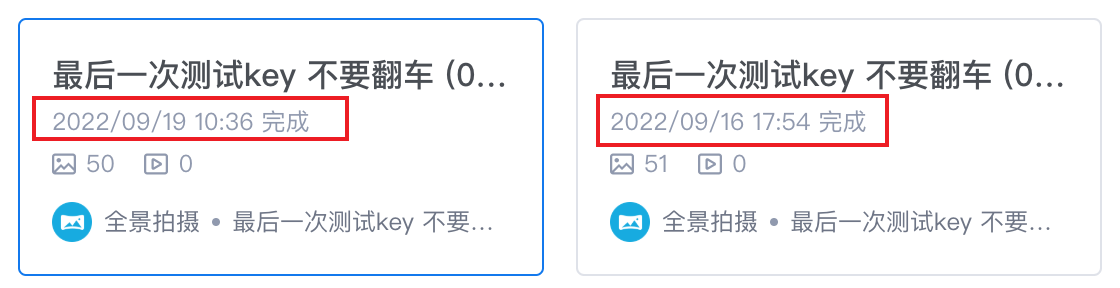 最后一次测试key 不要翻车 (0...
2022/09/19 10:36 完成
50 0
全景拍摄 • 最后一次测试key 不要...
最后一次测试key 不要翻车 (0...
2022/09/16 17:54 完成
51 0
全景拍摄 • 最后一次测试key 不要...